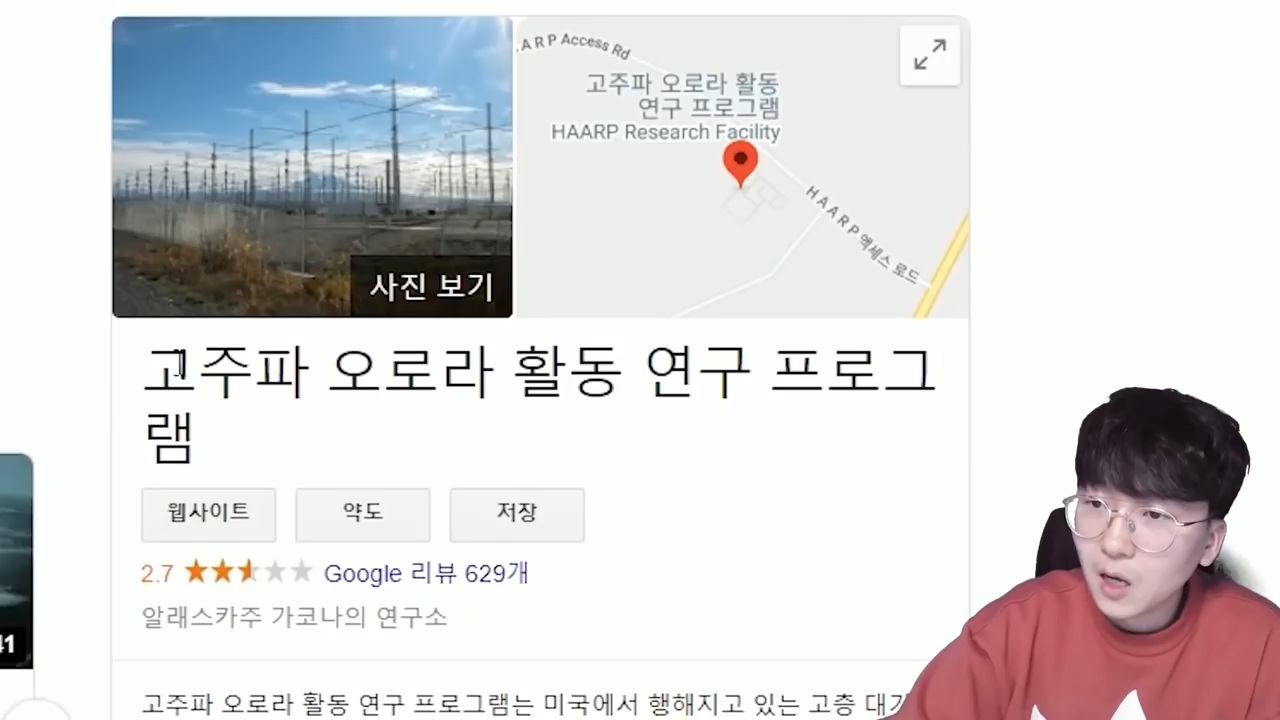 A R P Access Rd
고주파 오로라 활동
연구 프로그램
HAARP Research Facility
H A A R P 액세스 로드
사진 보기
고주파 오로라 활동 연구 프로그
램
웹사이트
약도
저장
2.7
Google 리뷰 629개
알래스카주 가코나의 연구소
41
고주파 오로라 활동 연구 프로그램는 미국에서 행해지고 있는 고층